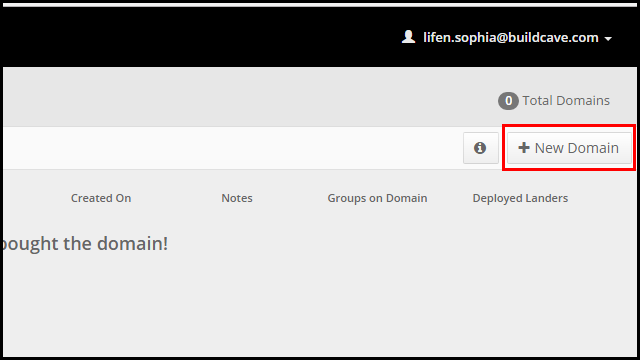 lifen.sophia@buildcave.com
0 Total Domains
+ New Domain
Created On Notes Groups on Domain Deployed Landers
bought the domain!